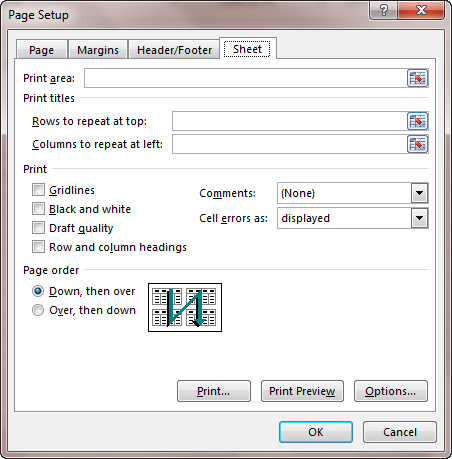 Page Setup
Page Margins Header/Footer Sheet
Print area:
Print titles
Rows to repeat at top:
Columns to repeat at left:
Print
Gridlines Comments: (None)
Black and white Cell errors as: displayed
Draft quality
Row and column headings
Page order
Down, then over
Over, then down
Print... Print Preview Options...
OK Cancel